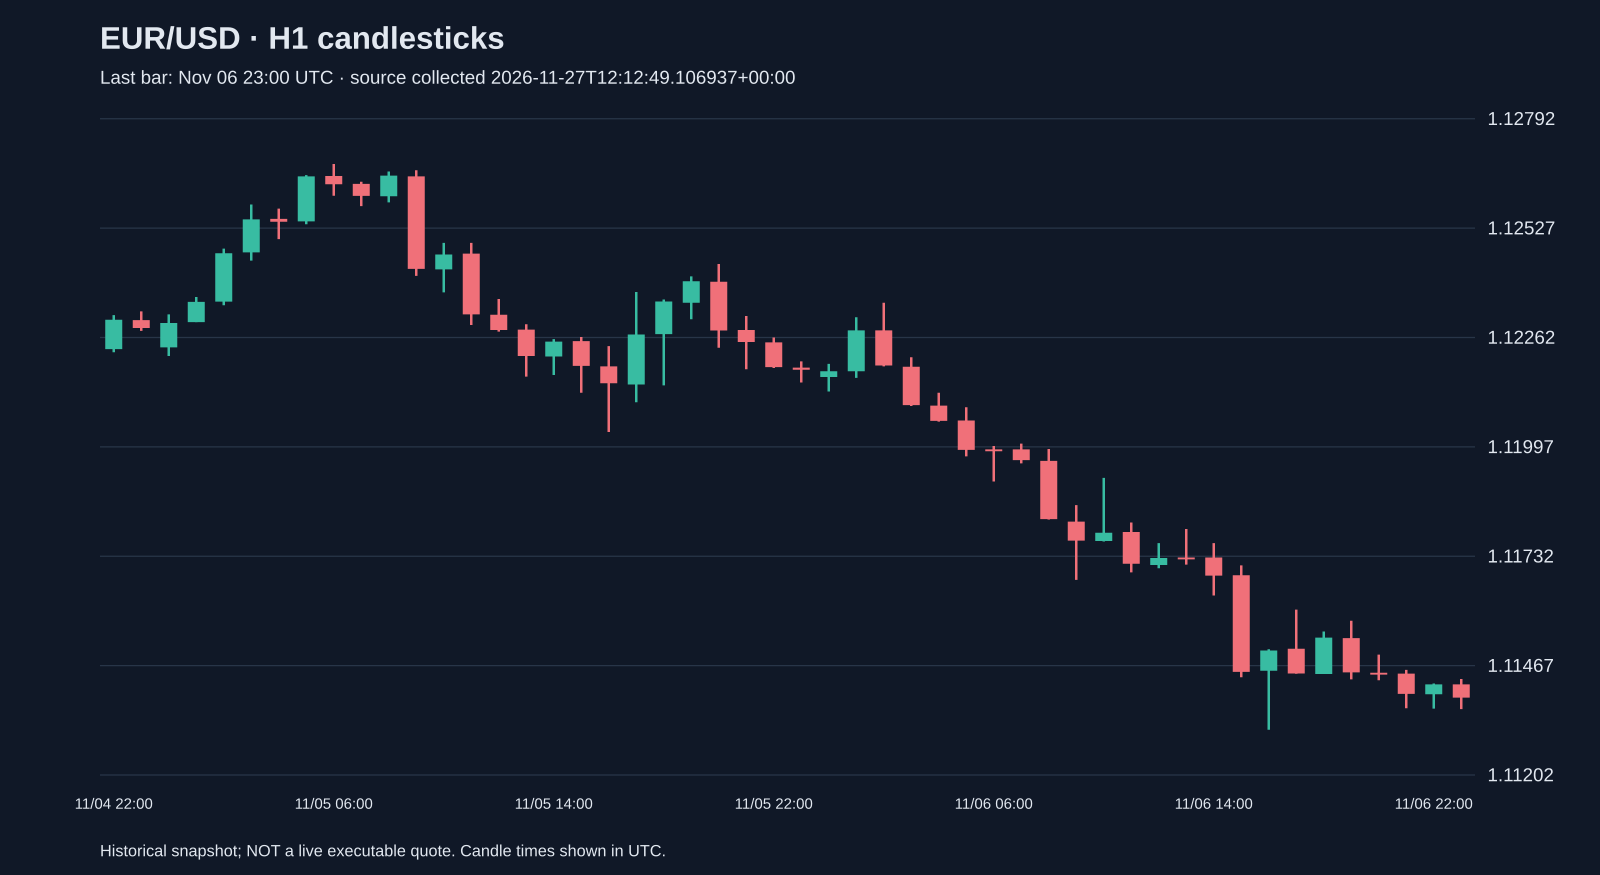 EUR/USD · H1 candlesticks
Last bar: Nov 06 23:00 UTC · source collected 2026-11-27T12:12:49.106937+00:00
1.12792
1.12527
1.12262
1.11997
1.11732
1.11467
1.11202
11/04 22:00 11/05 06:00 11/05 14:00 11/05 22:00 11/06 06:00 11/06 14:00 11/06 22:00
Historical snapshot; NOT a live executable quote. Candle times shown in UTC.